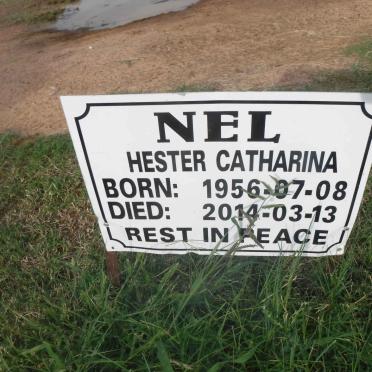 NEL
HESTER CATHARINA
BORN: 1956-07-08
DIED: 2014-03-13
REST IN PEACE